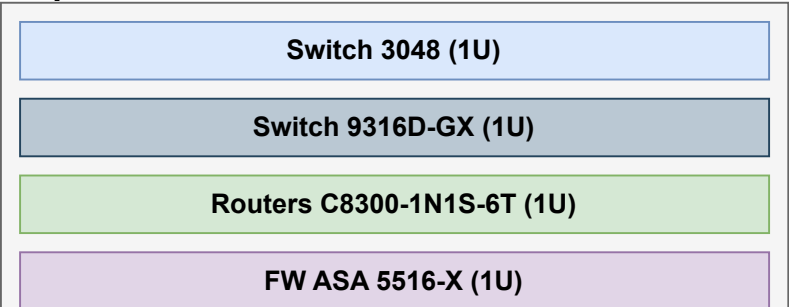 Switch 3048 (1U)
Switch 9316D-GX (1U)
Routers C8300-1N1S-6T (1U)
FW ASA 5516-X (1U)